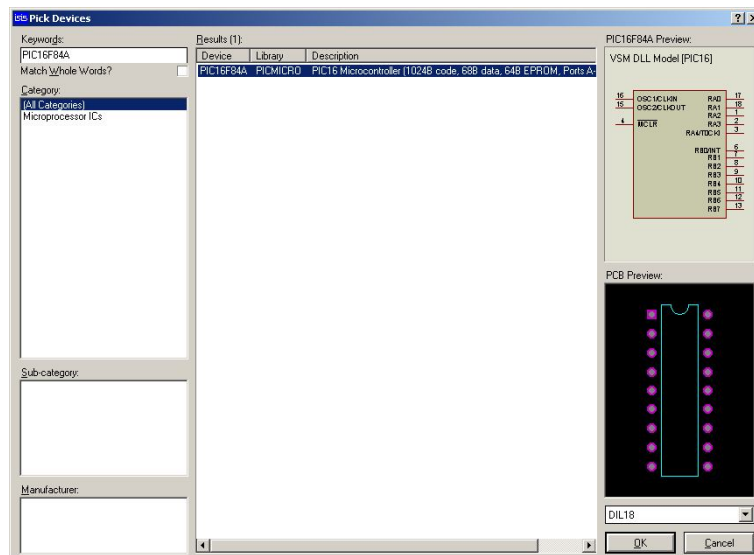 isis Pick Devices
Keywords:
PIC16F84A
Match Whole Words?
Category:
(All Categories)
Microprocessor ICs
Sub-category:
Manufacturer:
Results (1):
Device Library Description
PIC16F84A PICMICRO PIC16 Microcontroller (1024B code, 68B data, 64B EPROM, Ports A-
PIC16F84A Preview:
VSM DLL Model [PIC16]
16 OSC1/CLKIN RA0 17
15 OSC2/CLKOUT RA1 18
RA2 1
4 MCLR RA3 2
RA4/T0CKI 3
RB0/INT 6
RB1 7
RB2 8
RB3 9
RB4 10
RB5 11
RB6 12
RB7 13
PCB Preview:
DIL18
OK Cancel